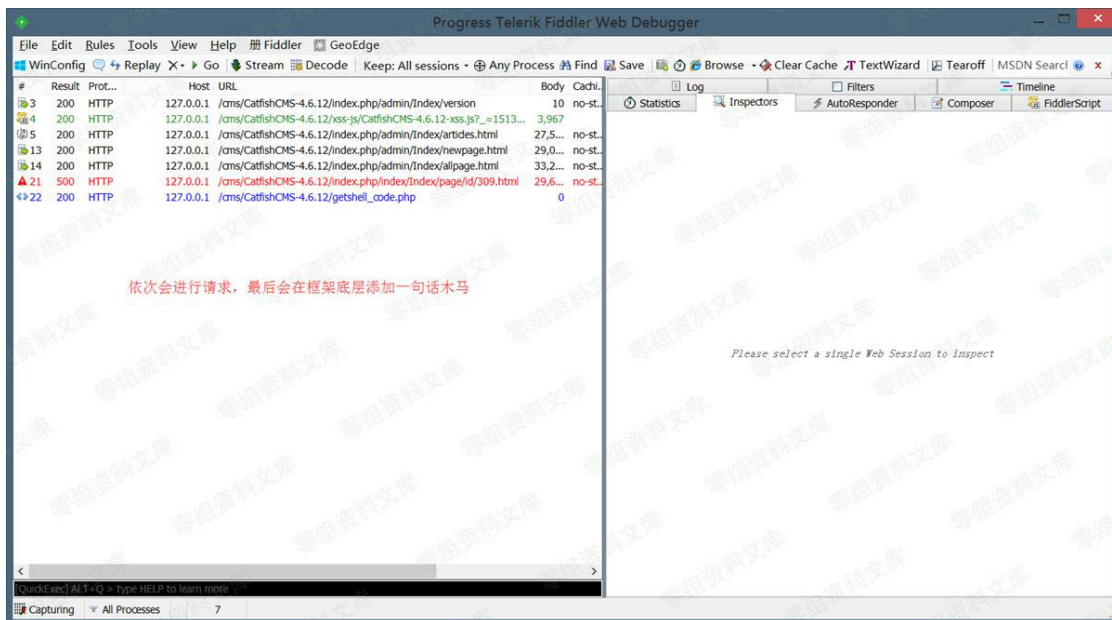 Progress Telerik Fiddler Web Debugger
File Edit Rules Tools View Help 册 Fiddler GeoEdge
WinConfig Replay X Go Stream Decode Keep: All sessions Any Process Find Save Browse Clear Cache TextWizard Tearoff MSDN Searc
# Result Prot... Host URL Body Cachi..
3 200 HTTP 127.0.0.1 /cms/CatfishCMS-4.6.12/index.php/admin/Index/version 10 no-st..
4 200 HTTP 127.0.0.1 /cms/CatfishCMS-4.6.12/xss-js/CatfishCMS-4.6.12-xss.js?_=1513... 3,967
5 200 HTTP 127.0.0.1 /cms/CatfishCMS-4.6.12/index.php/admin/Index/articles.html 27,5... no-st..
13 200 HTTP 127.0.0.1 /cms/CatfishCMS-4.6.12/index.php/admin/Index/newpage.html 29,0... no-st..
14 200 HTTP 127.0.0.1 /cms/CatfishCMS-4.6.12/index.php/admin/Index/allpage.html 33,2... no-st..
21 500 HTTP 127.0.0.1 /cms/CatfishCMS-4.6.12/index.php/index/Index/page/id/309.html 29,6... no-st..
22 200 HTTP 127.0.0.1 /cms/CatfishCMS-4.6.12/getshell_code.php 0
依次会进行请求，最后会在框架底层添加一句话木马
Log Filters Timeline
Statistics Inspectors AutoResponder Composer FiddlerScript
Please select a single Web Session to inspect
[QuickExec] ALT+Q > type HELP to learn more
Capturing All Processes 7
零组资料文库